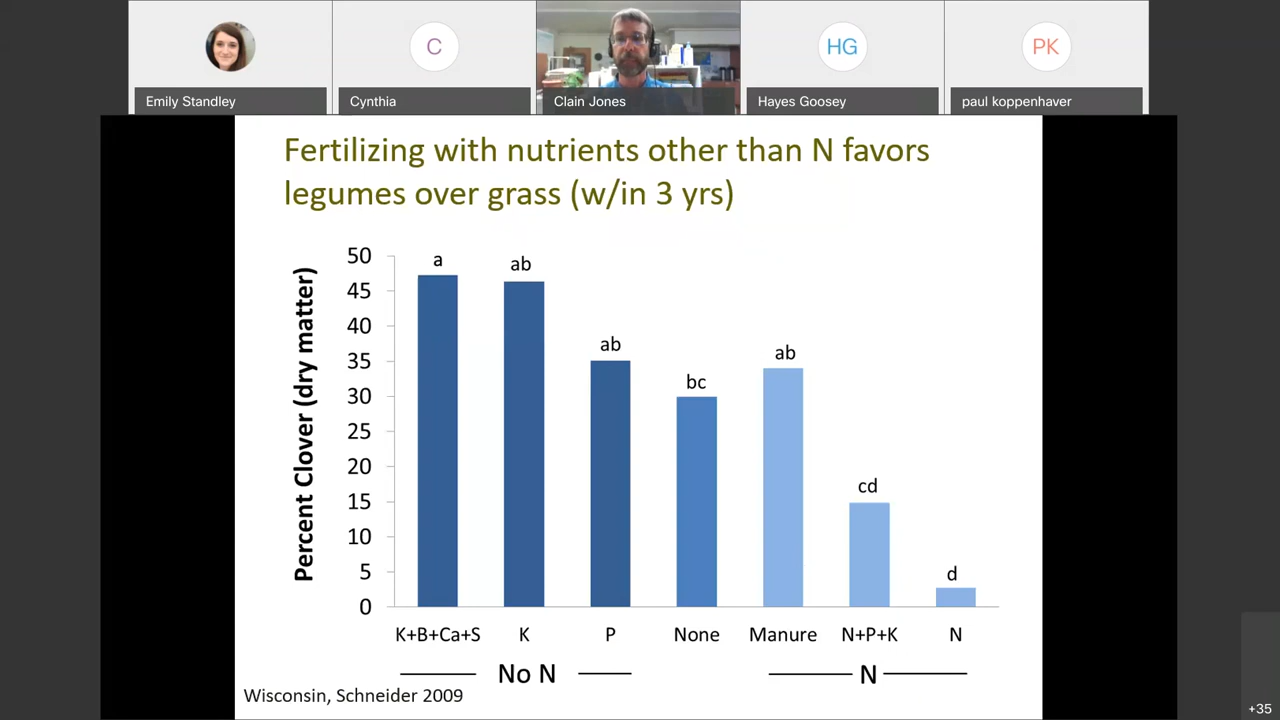 Emily Standley
C
Cynthia
Clain Jones
HG
Hayes Goosey
PK
paul koppenhaver
Fertilizing with nutrients other than N favors
legumes over grass (w/in 3 yrs)
Percent Clover (dry matter)
50
45
40
35
30
25
20
15
10
5
0
a
ab
ab
bc
ab
cd
d
K+B+Ca+S K P None Manure N+P+K N
No N N
Wisconsin, Schneider 2009
+35